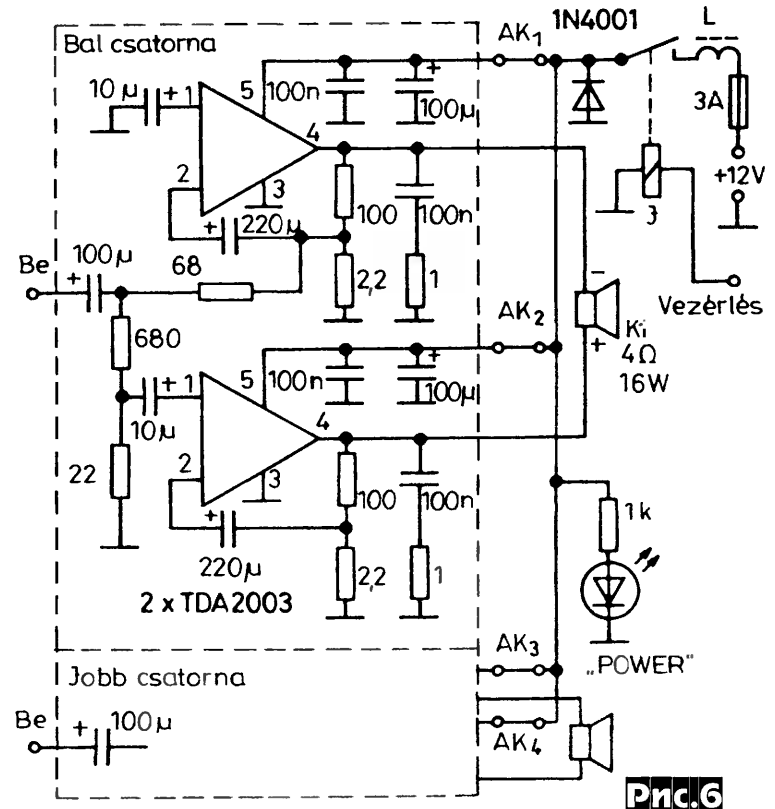 1N4001
L
Bal csatorna
AK₁
10 µ
+
1
5
100n
+
100µ
3A
4
+12V
2
3
+
220µ
100
100n
100µ
Be
+
68
2,2
1
−
Vezérlés
AK₂
Ki
+
4Ω
16W
680
5
100n
+
100µ
+
1
10µ
4
22
2
3
100
100n
1k
+
220µ
2,2
1
2 x TDA2003
AK₃
„POWER"
Jobb csatorna
Be
+
100µ
AK₄
Рис.6